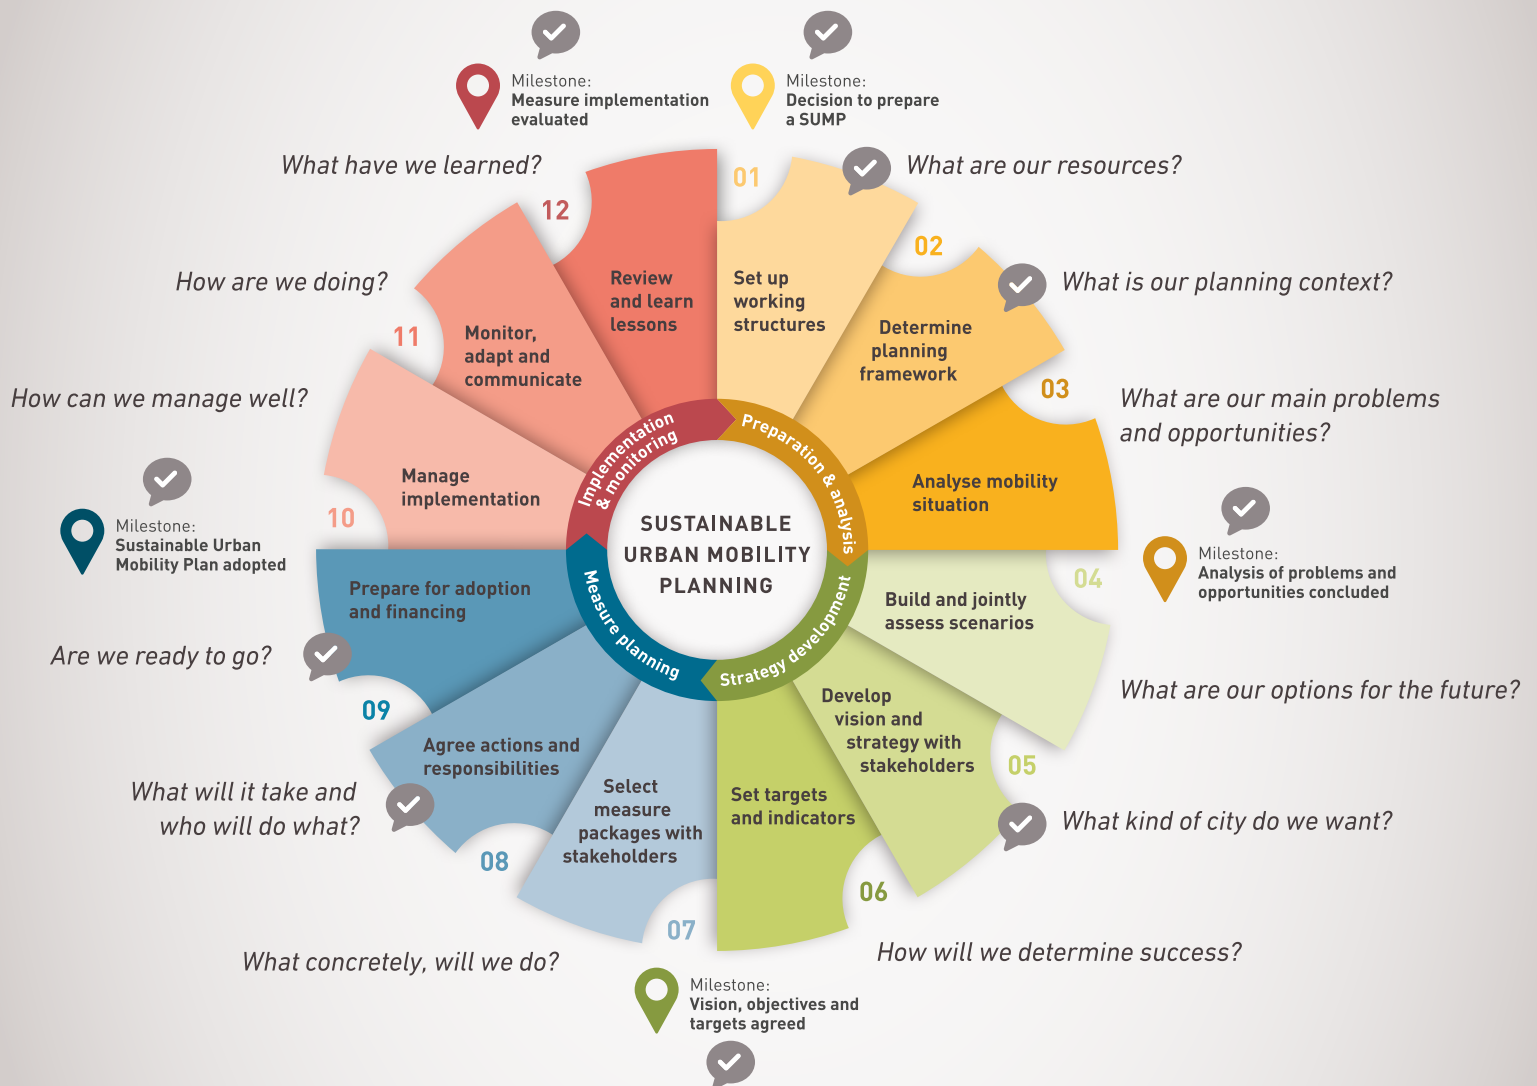 Milestone:
Measure implementation
evaluated
Milestone:
Decision to prepare
a SUMP
01
What are our resources?
Set up
working
structures
02
What is our planning context?
Determine
planning
framework
03
What are our main problems
and opportunities?
Analyse mobility
situation
Milestone:
Analysis of problems and
opportunities concluded
04
Build and jointly
assess scenarios
What are our options for the future?
05
Develop
vision and
strategy with
stakeholders
What kind of city do we want?
06
Set targets
and indicators
How will we determine success?
Milestone:
Vision, objectives and
targets agreed
07
Select
measure
packages with
stakeholders
What concretely, will we do?
08
Agree actions and
responsibilities
What will it take and
who will do what?
09
Prepare for adoption
and financing
Are we ready to go?
Milestone:
Sustainable Urban
Mobility Plan adopted
10
Manage
implementation
How can we manage well?
11
Monitor,
adapt and
communicate
How are we doing?
12
Review
and learn
lessons
What have we learned?
Preparation & analysis
Strategy development
Measure planning
Implementation
& monitoring
SUSTAINABLE
URBAN MOBILITY
PLANNING